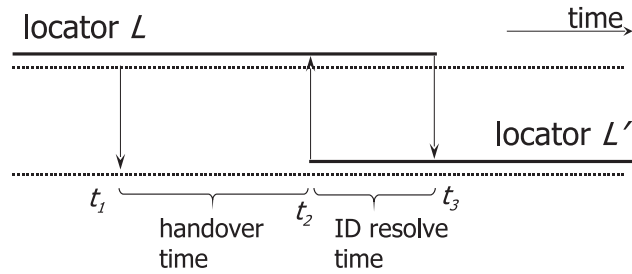 locator L
time
locator L′
t1
t2
t3
handover
time
ID resolve
time